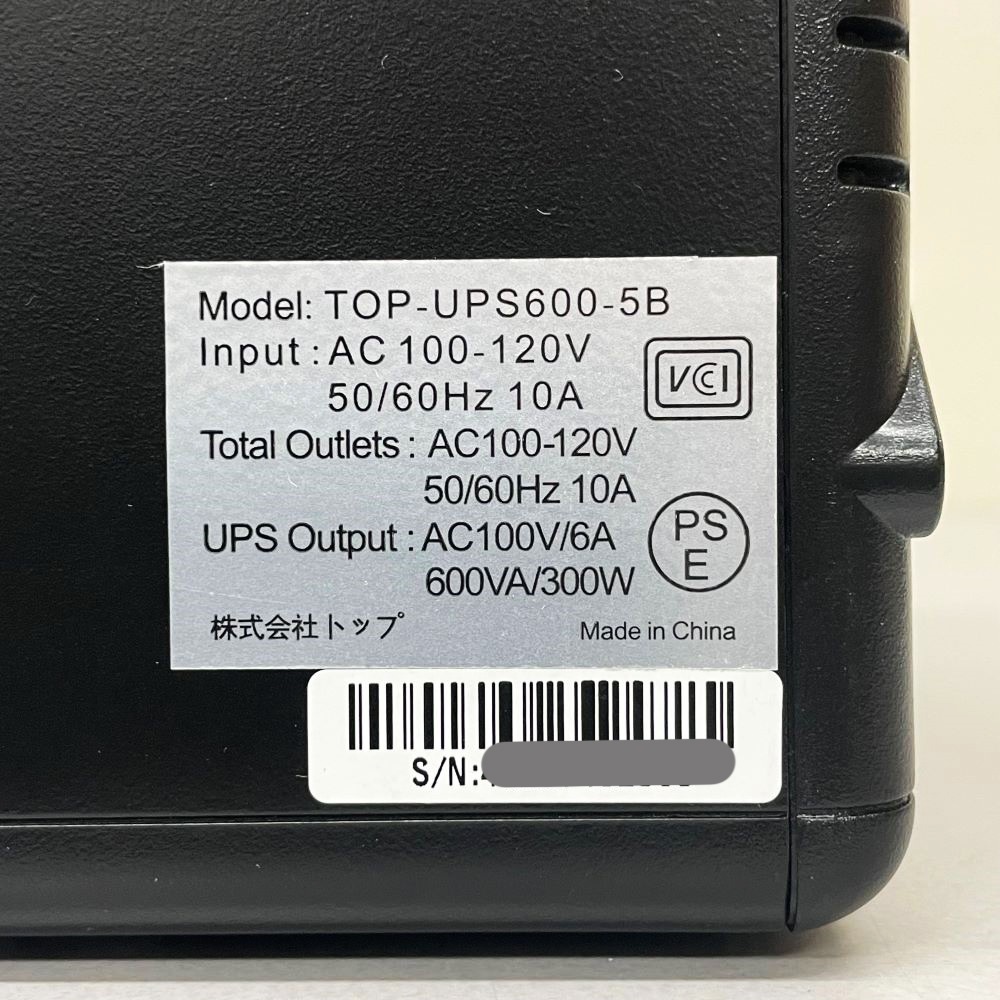 Model: TOP-UPS600-5B
Input : AC 100-120V
50/60Hz 10A
VCI
Total Outlets : AC100-120V
50/60Hz 10A
UPS Output : AC100V/6A
600VA/300W
PS
E
株式会社トップ
Made in China
S/N: